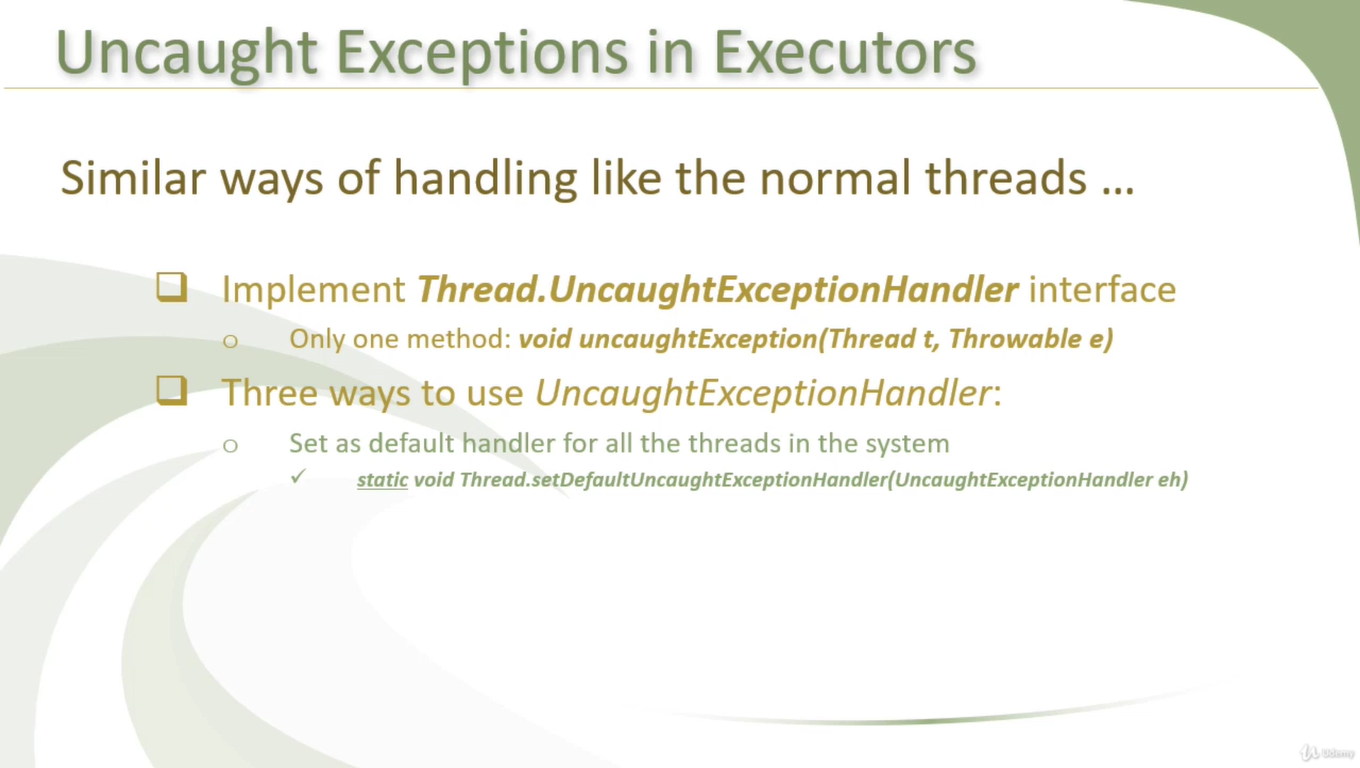 Uncaught Exceptions in Executors
Similar ways of handling like the normal threads ...
Implement Thread.UncaughtExceptionHandler interface
Only one method: void uncaughtException(Thread t, Throwable e)
Three ways to use UncaughtExceptionHandler:
Set as default handler for all the threads in the system
static void Thread.setDefaultUncaughtExceptionHandler(UncaughtExceptionHandler eh)
Udemy